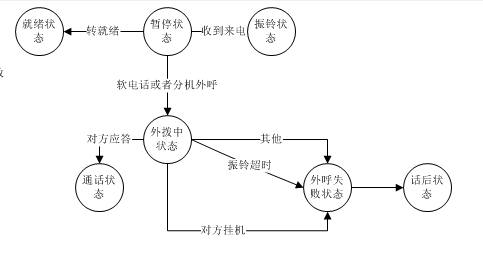 就绪状
态
转就绪
暂停状
态
收到来电
振铃状
态
软电话或者分机外呼
对方应答
外拨中
状态
其他
振铃超时
通话状
态
外呼失
败状态
话后状
态
对方挂机